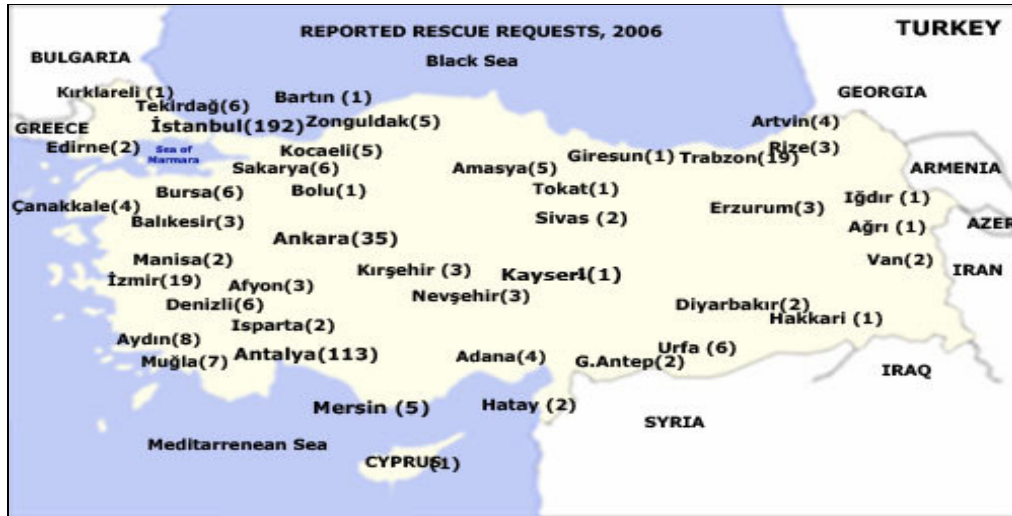 REPORTED RESCUE REQUESTS, 2006
TURKEY
Black Sea
BULGARIA
Kırklareli (1)
Tekirdağ(6)
Bartın (1)
GEORGIA
GREECE
İstanbul(192)
Zonguldak(5)
Artvin(4)
Edirne(2)
Sea of
Marmara
Kocaeli(5)
Giresun(1)
Trabzon(19)
Rize(3)
ARMENIA
Sakarya(6)
Amasya(5)
Bursa(6)
Bolu(1)
Tokat(1)
Iğdır (1)
Çanakkale(4)
Balıkesir(3)
Sivas (2)
Erzurum(3)
Ağrı (1)
AZER
Ankara(35)
Manisa(2)
Van(2)
IRAN
İzmir(19)
Afyon(3)
Kırşehir (3)
(1)
Denizli(6)
Nevşehir(3)
Diyarbakır(2)
Isparta(2)
Hakkari (1)
Aydın(8)
Muğla(7)
Antalya(113)
Adana(4)
G.Antep(2)
Urfa (6)
IRAQ
Mersin (5)
Hatay (2)
SYRIA
Meditarrenean Sea
CYPRUS(1)